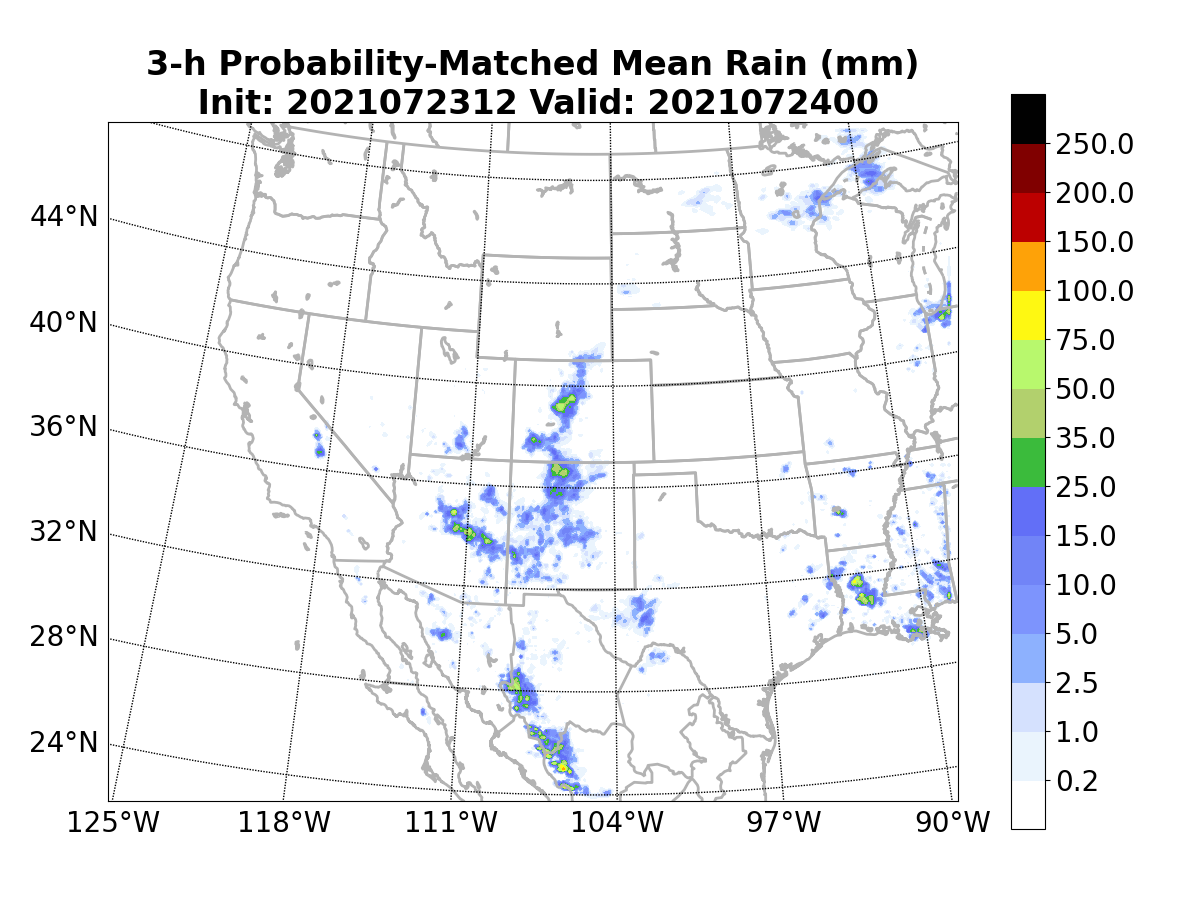 3-h Probability-Matched Mean Rain (mm)
Init: 2021072312 Valid: 2021072400
250.0
200.0
150.0
100.0
75.0
50.0
35.0
25.0
15.0
10.0
5.0
2.5
1.0
0.2
44°N
40°N
36°N
32°N
28°N
24°N
125°W 118°W 111°W 104°W 97°W 90°W